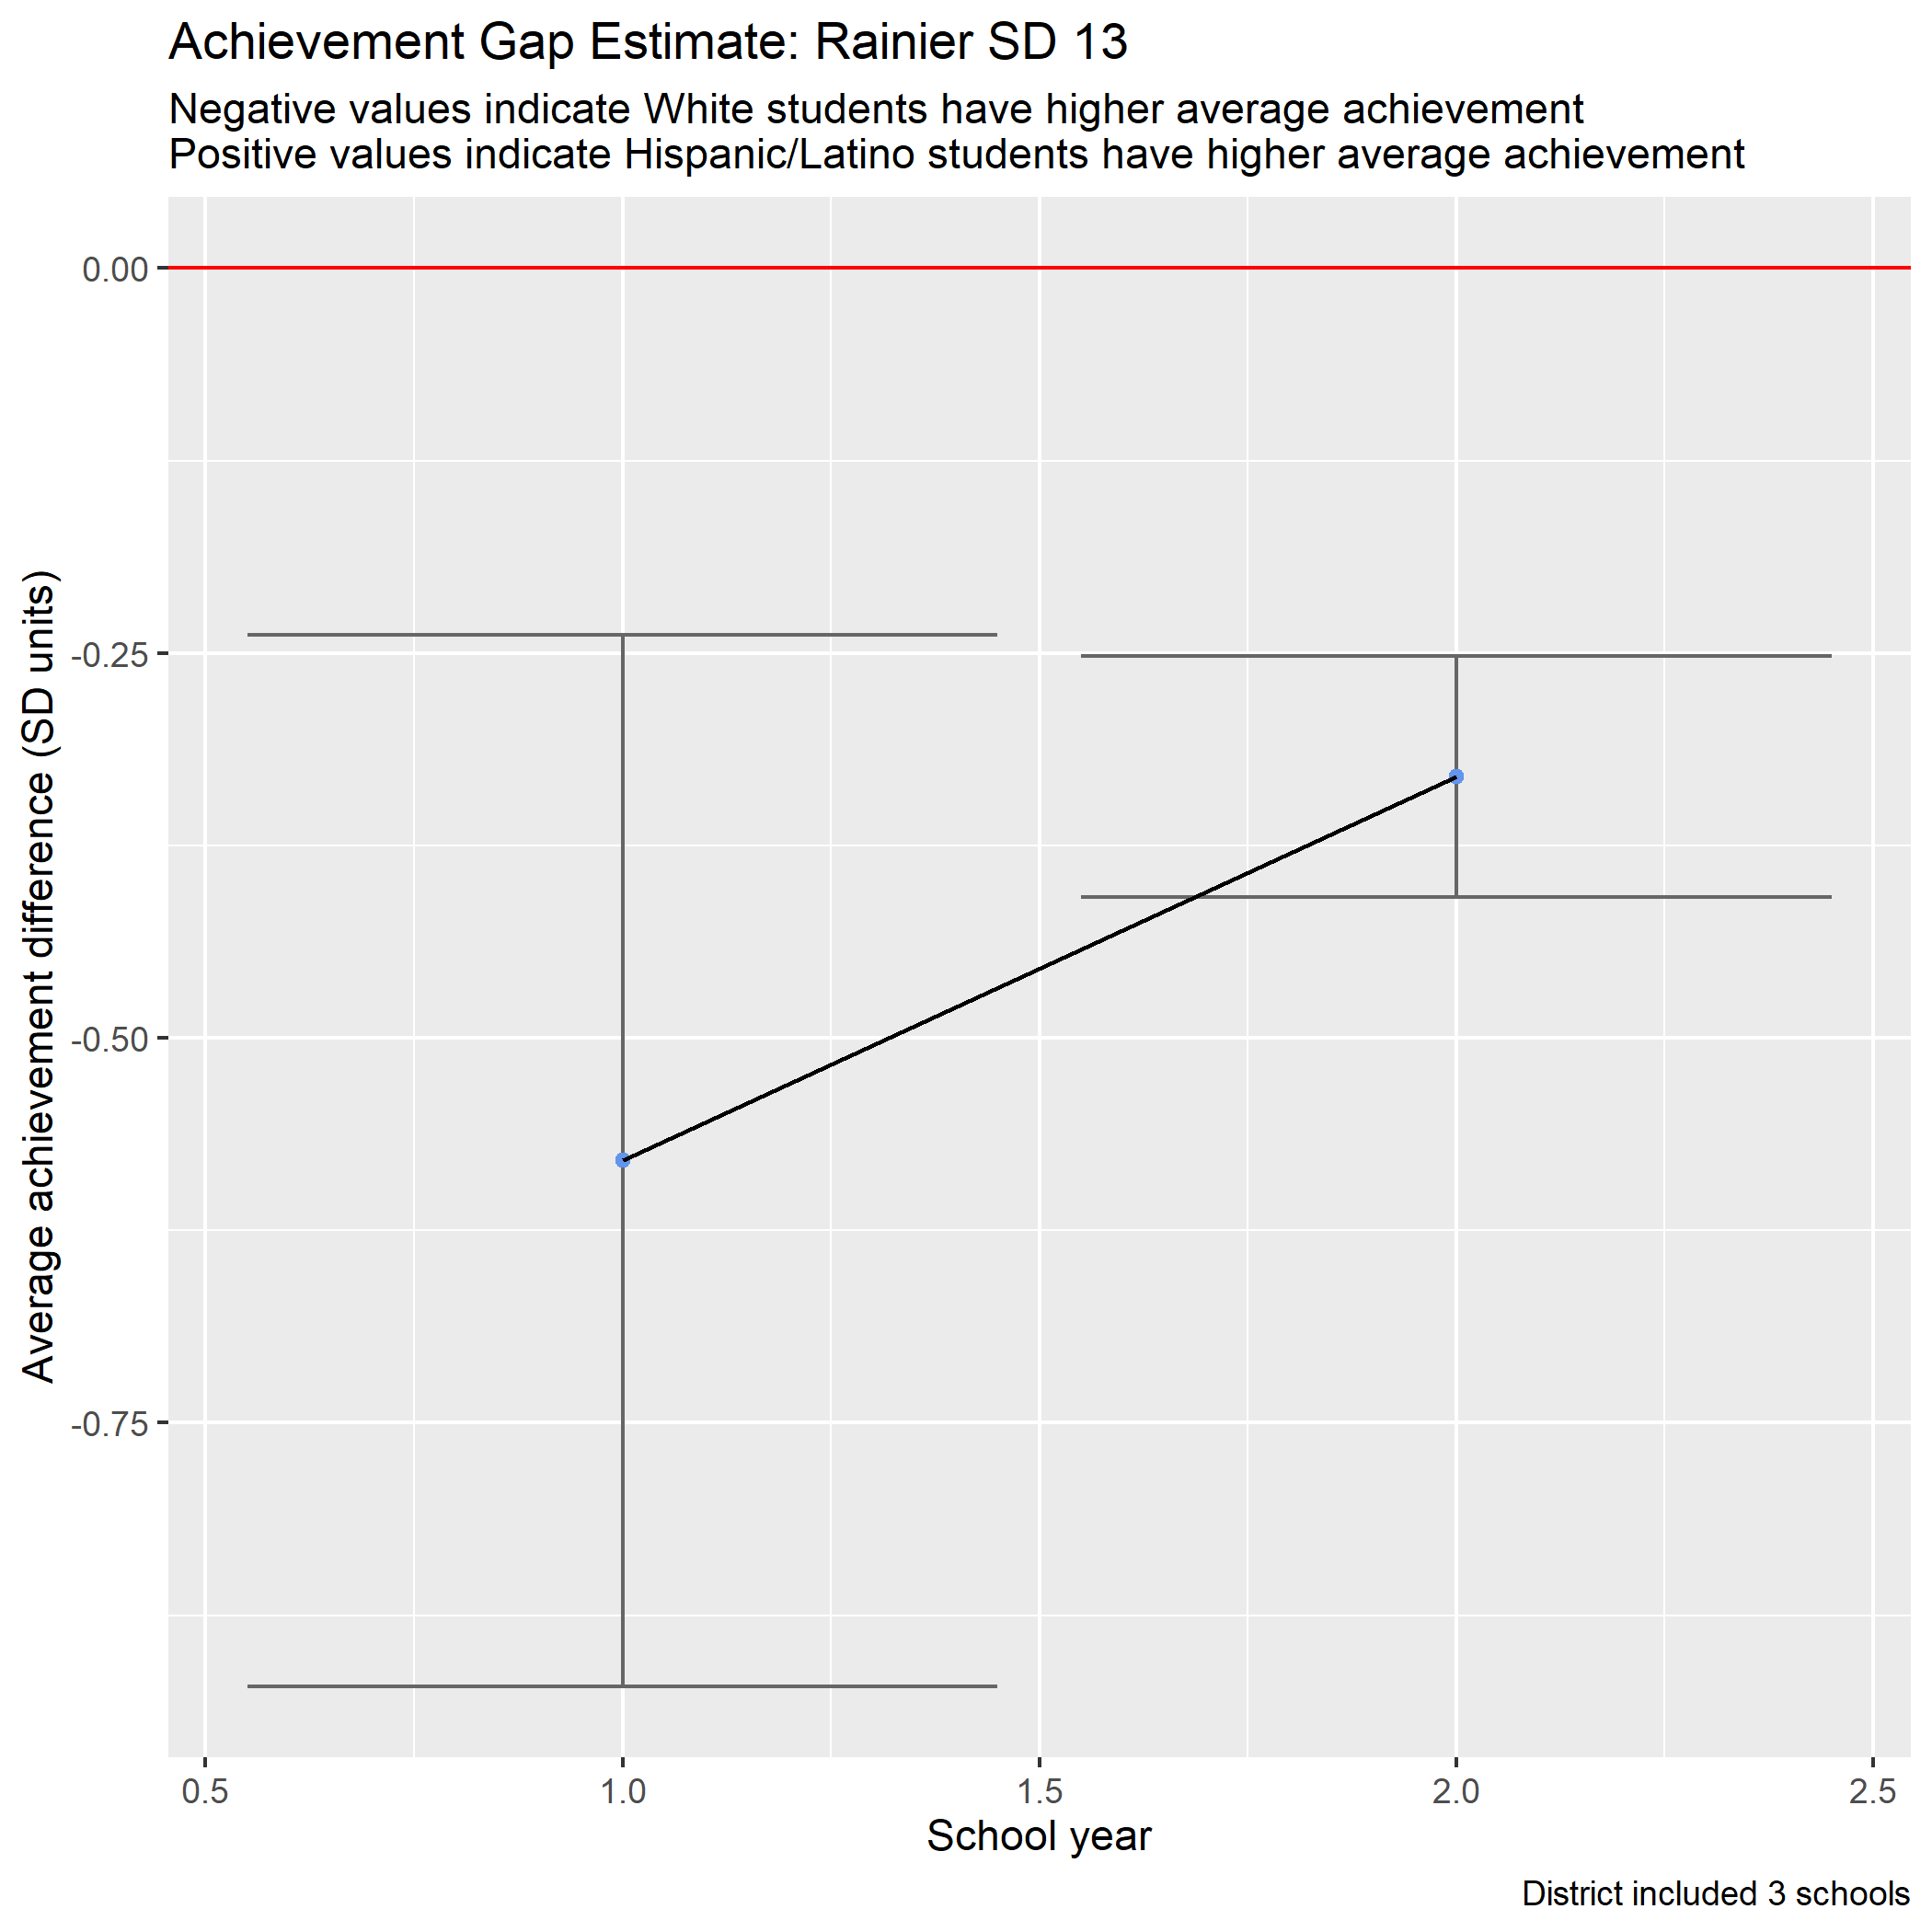 Achievement Gap Estimate: Rainier SD 13
Negative values indicate White students have higher average achievement
Positive values indicate Hispanic/Latino students have higher average achievement
Average achievement difference (SD units)
0.00
-0.25
-0.50
-0.75
0.5
1.0
1.5
2.0
2.5
School year
District included 3 schools